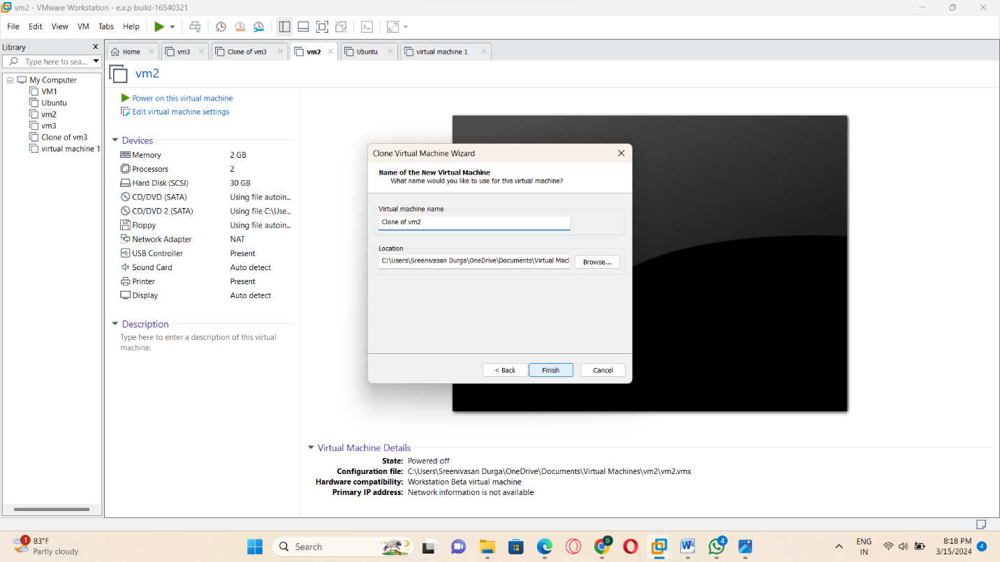 vm2 - VMware Workstation - e.x.p build-16540321
File Edit View VM Tabs Help
Library
Type here to sea...
My Computer
VM1
Ubuntu
vm2
vm3
Clone of vm3
virtual machine 1
Home
vm3
Clone of vm3
vm2
Ubuntu
virtual machine 1
vm2
Power on this virtual machine
Edit virtual machine settings
Devices
Memory 2 GB
Processors 2
Hard Disk (SCSI) 30 GB
CD/DVD (SATA) Using file autoin...
CD/DVD 2 (SATA) Using file C:\Use...
Floppy Using file autoin...
Network Adapter NAT
USB Controller Present
Sound Card Auto detect
Printer Present
Display Auto detect
Description
Type here to enter a description of this virtual
machine.
Clone Virtual Machine Wizard
Name of the New Virtual Machine
What name would you like to use for this virtual machine?
Virtual machine name
Clone of vm2
Location
C:\Users\Sreenivasan Durga\OneDrive\Documents\Virtual Macl
Browse...
< Back Finish Cancel
Virtual Machine Details
State: Powered off
Configuration file: C:\Users\Sreenivasan Durga\OneDrive\Documents\Virtual Machines\vm2\vm2.vmx
Hardware compatibility: Workstation Beta virtual machine
Primary IP address: Network information is not available
1
83°F
Partly cloudy
Search
D
W
4
ENG
IN
8:18 PM
3/15/2024
4